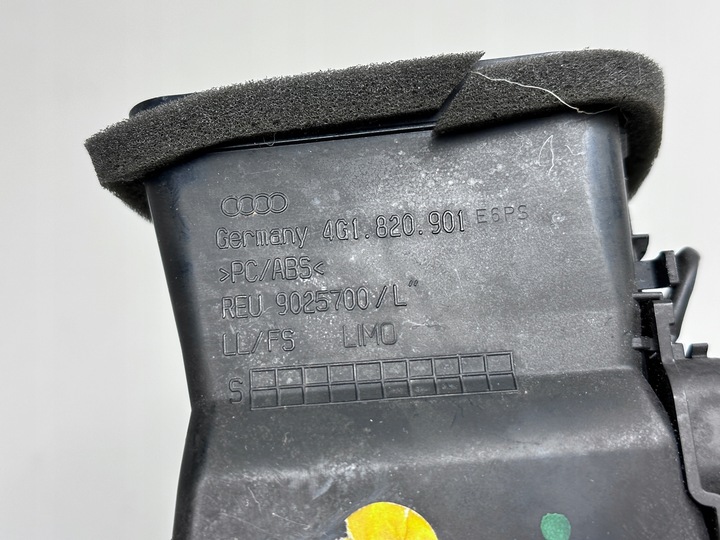 Germany 4G1.820.901 E6PS
>PC/ABS<
REU 9025700/L"
LL/FS LIMO
S